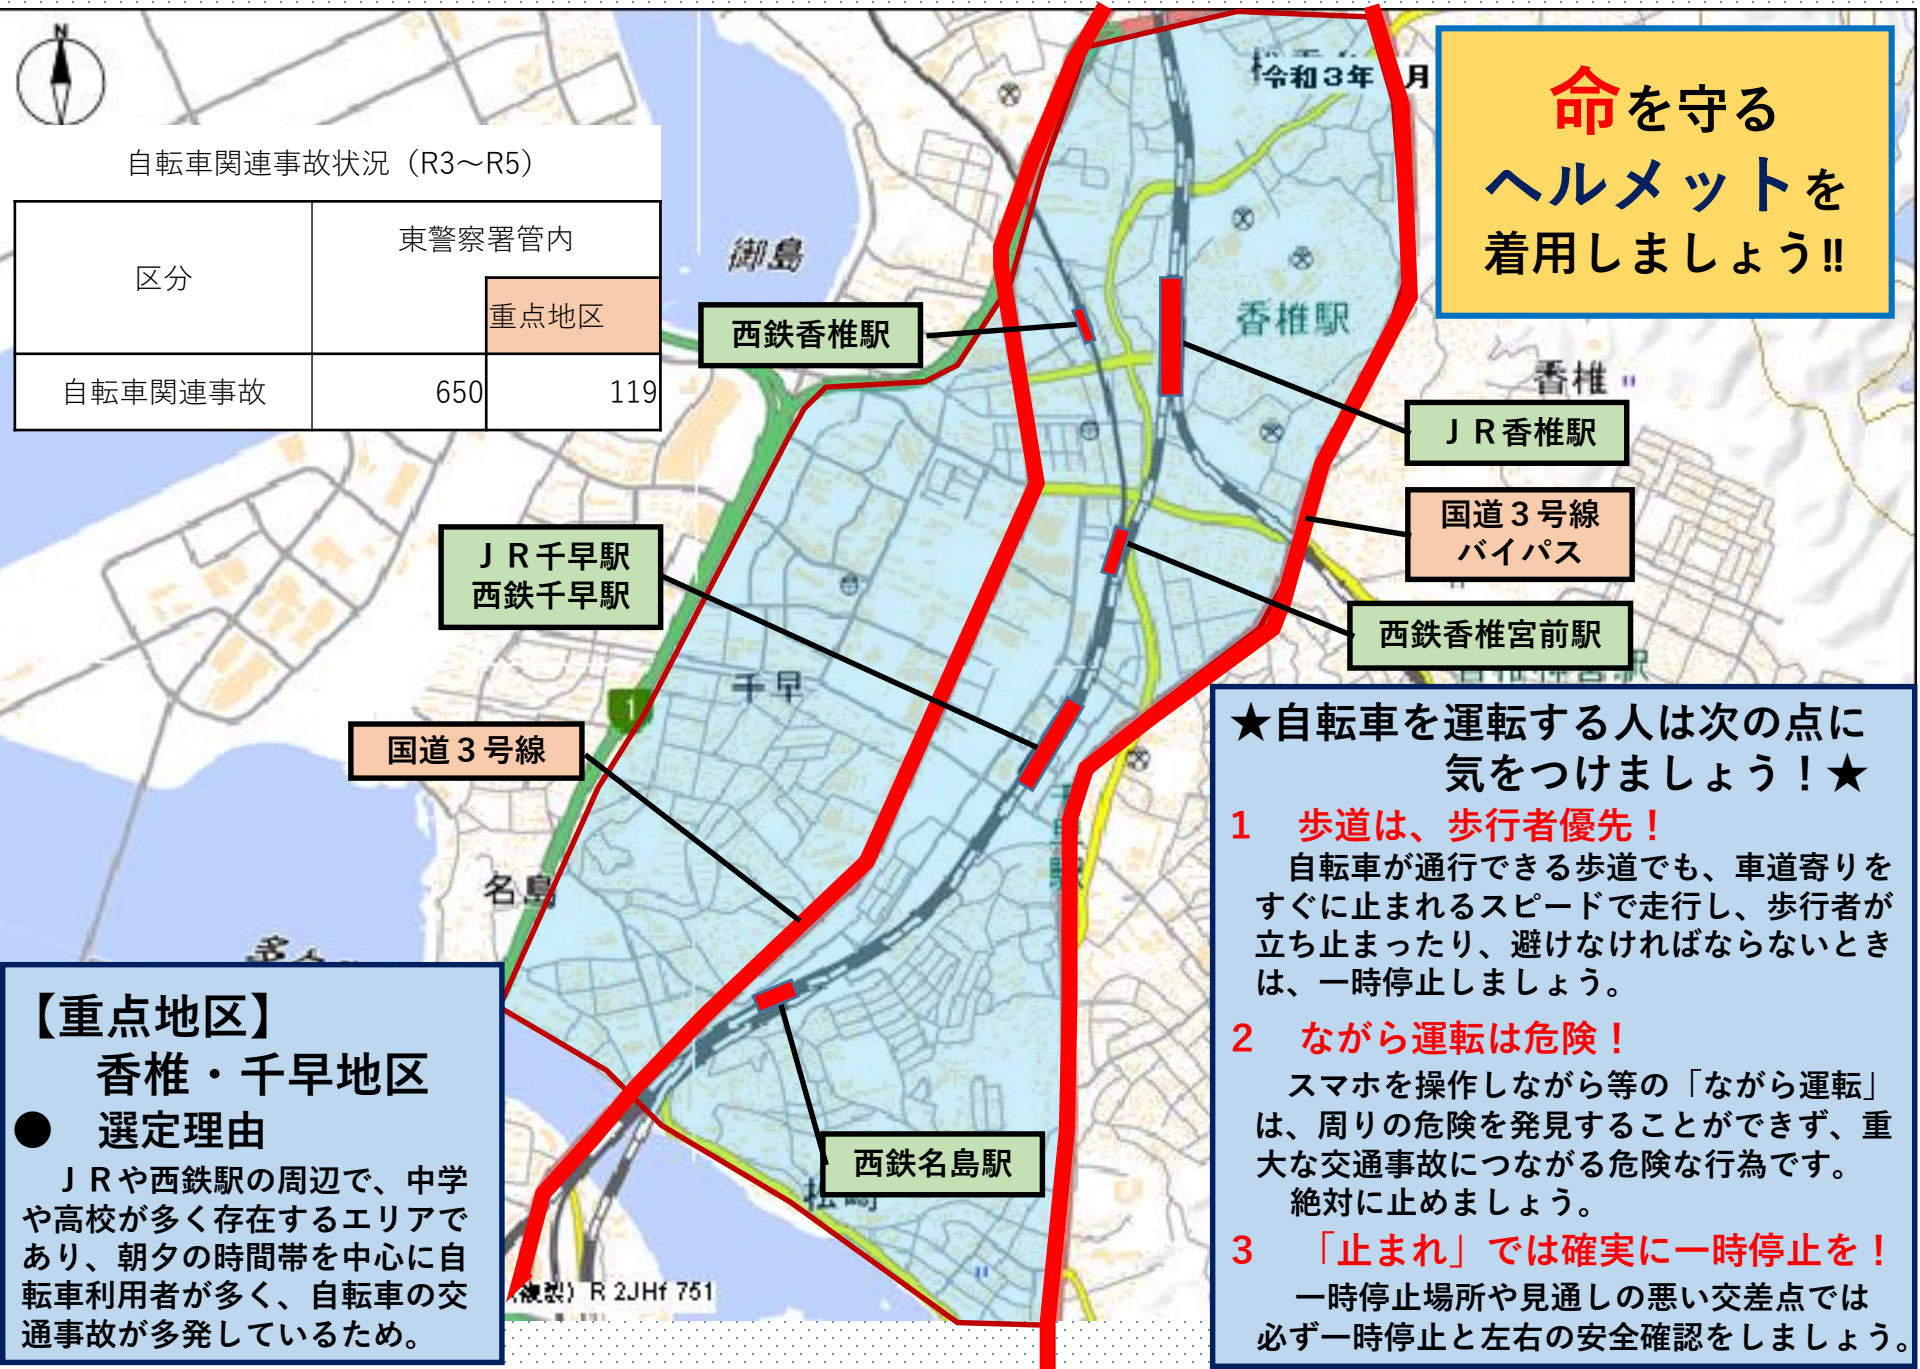 N
令和3年
月
命を守る
ヘルメットを
着用しましょう‼
自転車関連事故状況（R3～R5）
区分
東警察署管内
重点地区
自転車関連事故 650 119
御島
西鉄香椎駅
香椎駅
香椎
ＪＲ香椎駅
国道３号線
バイパス
ＪＲ千早駅
西鉄千早駅
西鉄香椎宮前駅
千早
1
国道３号線
名島
西鉄名島駅
複製）R 2JHf 751
【重点地区】
香椎・千早地区
●　選定理由
ＪＲや西鉄駅の周辺で、中学
や高校が多く存在するエリアで
あり、朝夕の時間帯を中心に自
転車利用者が多く、自転車の交
通事故が多発しているため。
★自転車を運転する人は次の点に
気をつけましょう！★
1　歩道は、歩行者優先！
自転車が通行できる歩道でも、車道寄りを
すぐに止まれるスピードで走行し、歩行者が
立ち止まったり、避けなければならないとき
は、一時停止しましょう。
2　ながら運転は危険！
スマホを操作しながら等の「ながら運転」
は、周りの危険を発見することができず、重
大な交通事故につながる危険な行為です。
絶対に止めましょう。
3　「止まれ」では確実に一時停止を！
一時停止場所や見通しの悪い交差点では
必ず一時停止と左右の安全確認をしましょう。